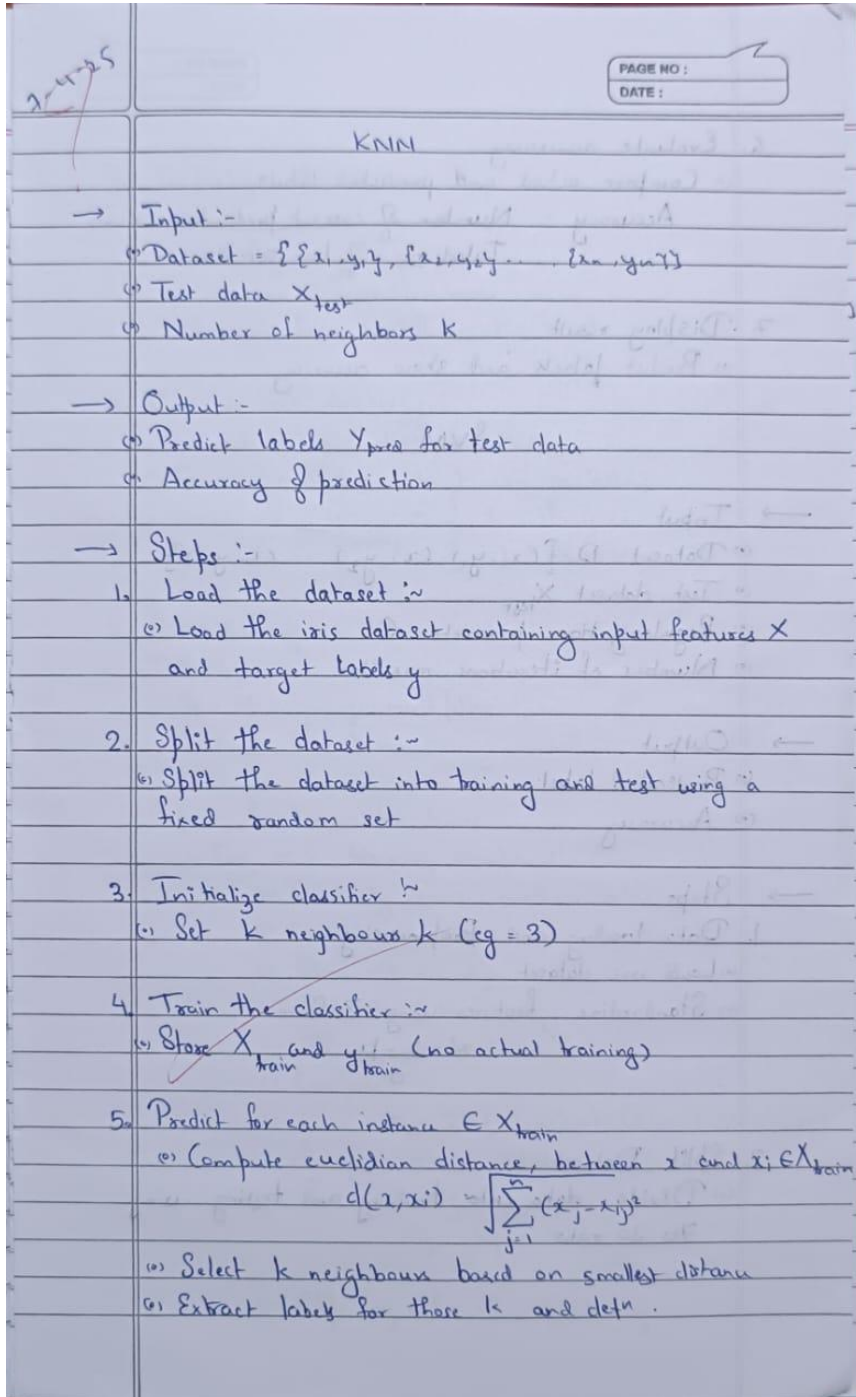 2-4-25
PAGE NO :
DATE :
KNN
→ Input :-
Dataset = {{x1, y1}, {x2, y2} .... {xn, yn}}
Test data Xtest
Number of neighbors K
→ Output :-
Predict labels Ypred for test data
Accuracy of prediction
→ Steps :-
1. Load the dataset :~
Load the iris dataset containing input features X
and target labels y
2. Split the dataset :~
Split the dataset into training and test using a
fixed random set
3. Initialize classifier :~
Set k neighbours k (eg = 3)
4. Train the classifier :~
Store Xtrain and ytrain (no actual training)
5. Predict for each instance ∈ Xtrain
Compute euclidian distance, between x and xi ∈ Xtrain
d(x, xi) = √∑ⁿj=1 (xj - xij)²
Select k neighbours based on smallest distance
Extract labels for those k and